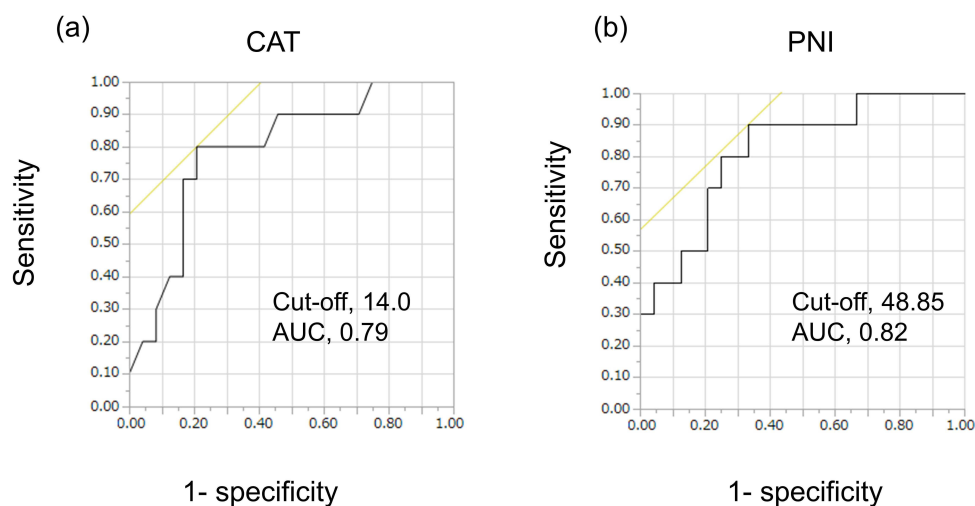 (a)
CAT
1.00
0.90
0.80
0.70
0.60
0.50
0.40
0.30
0.20
0.10
0.00
Sensitivity
Cut-off, 14.0
AUC, 0.79
0.00 0.20 0.40 0.60 0.80 1.00
1- specificity
(b)
PNI
1.00
0.90
0.80
0.70
0.60
0.50
0.40
0.30
0.20
0.10
0.00
Sensitivity
Cut-off, 48.85
AUC, 0.82
0.00 0.20 0.40 0.60 0.80 1.00
1- specificity